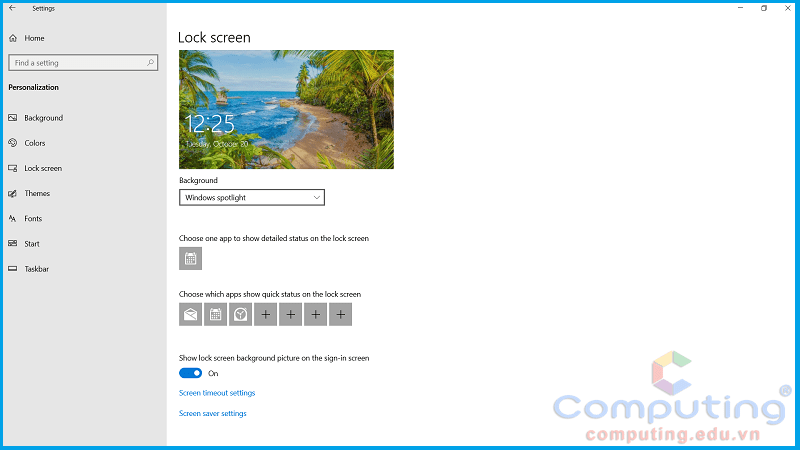 Settings
Home
Find a setting
Personalization
Background
Colors
Lock screen
Themes
Fonts
Start
Taskbar
Lock screen
12:25
Tuesday, October 20
Background
Windows spotlight
Choose one app to show detailed status on the lock screen
Choose which apps show quick status on the lock screen
Show lock screen background picture on the sign-in screen
On
Screen timeout settings
Screen saver settings
Computing®
computing.edu.vn